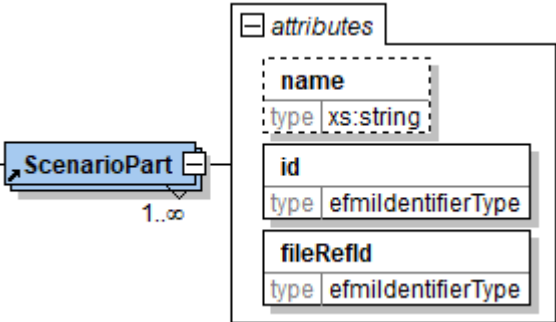 attributes
name
type xs:string
ScenarioPart
1..∞
id
type efmiIdentifierType
fileRefId
type efmiIdentifierType